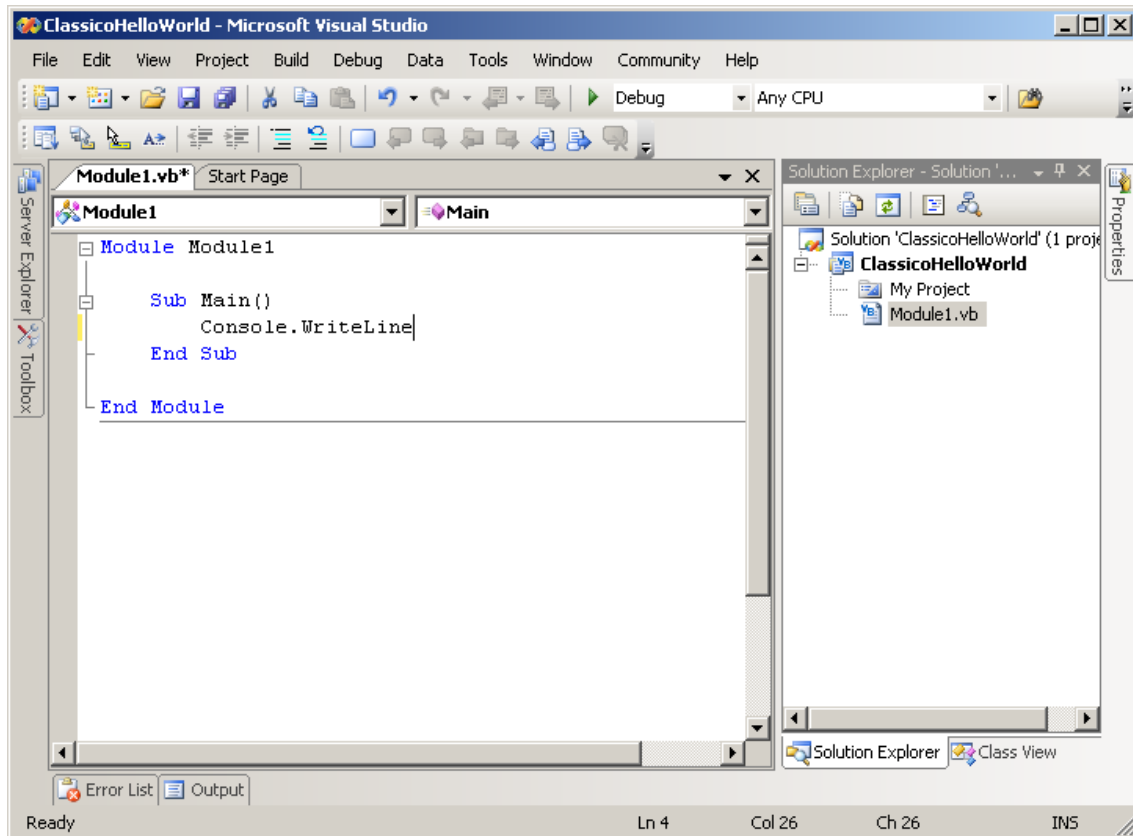 ClassicoHelloWorld - Microsoft Visual Studio
File Edit View Project Build Debug Data Tools Window Community Help
Debug Any CPU
Module1.vb* Start Page
Module1 Main
Module Module1
Sub Main()
Console.WriteLine
End Sub
End Module
Server Explorer
Toolbox
Solution Explorer - Solution '...
Solution 'ClassicoHelloWorld' (1 proje
ClassicoHelloWorld
My Project
Module1.vb
Properties
Solution Explorer Class View
Error List Output
Ready Ln 4 Col 26 Ch 26 INS